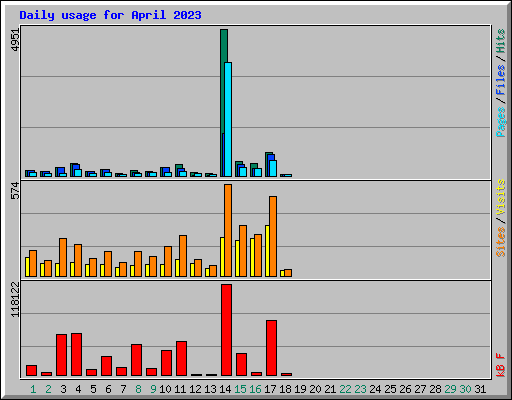 Daily usage for April 2023
4951
574
118122
Pages / Files / Hits
Sites / Visits
kB F
1 2 3 4 5 6 7 8 9 10 11 12 13 14 15 16 17 18 19 20 21 22 23 24 25 26 27 28 29 30 31